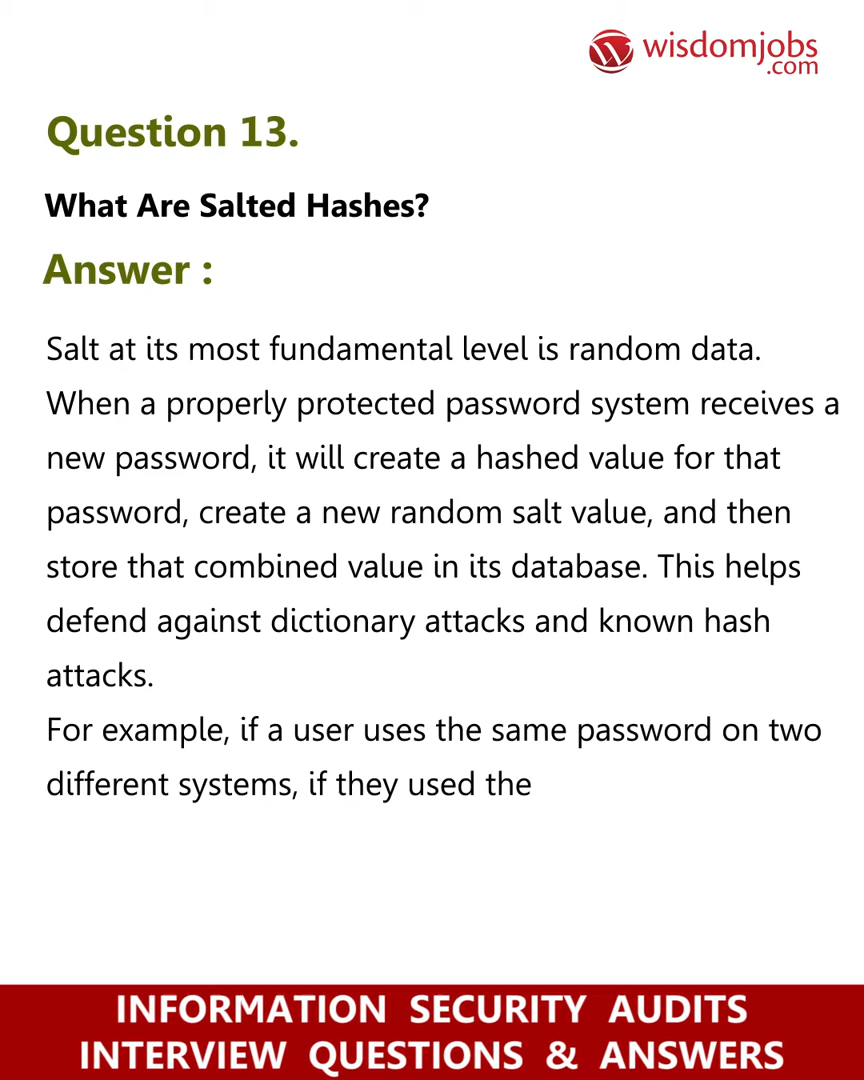 wisdomjobs
.com
Question 13.
What Are Salted Hashes?
Answer :
Salt at its most fundamental level is random data.
When a properly protected password system receives a
new password, it will create a hashed value for that
password, create a new random salt value, and then
store that combined value in its database. This helps
defend against dictionary attacks and known hash
attacks.
For example, if a user uses the same password on two
different systems, if they used the
INFORMATION SECURITY AUDITS
INTERVIEW QUESTIONS & ANSWERS